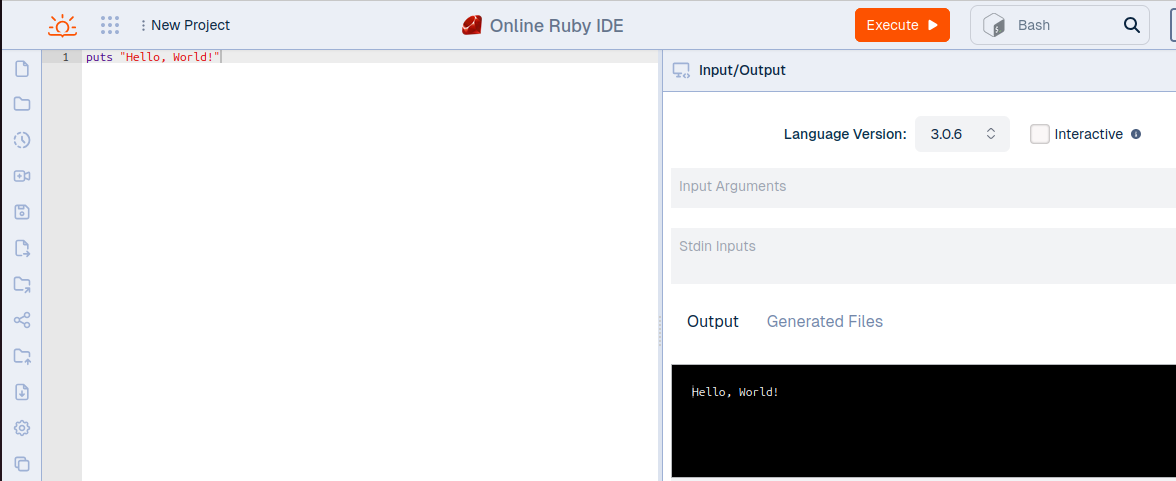 New Project
Online Ruby IDE
Execute
Bash
1 puts "Hello, World!"
Input/Output
Language Version: 3.0.6 Interactive
Input Arguments
Stdin Inputs
Output Generated Files
Hello, World!